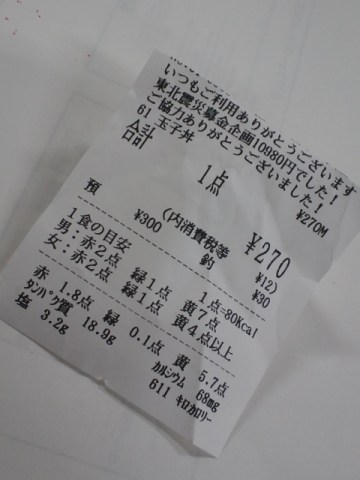 いつもご利用ありがとうございます
東北震災募金企画10980円でした！
ご協力ありがとうございました！
61 玉子丼 ¥270M
合計 1点 ¥270
(内消費税等 ¥12)
預 ¥300 釣 ¥30
1食の目安 1点=80Kcal
男：赤2点 緑1点 黄7点
女：赤2点 緑1点 黄4点以上
赤 1.8点 緑 0.1点 黄 5.7点
ﾀﾝﾊﾟｸ質 18.9g ｶﾙｼｳﾑ 68mg
塩 3.2g 611 ｷﾛｶﾛﾘｰ